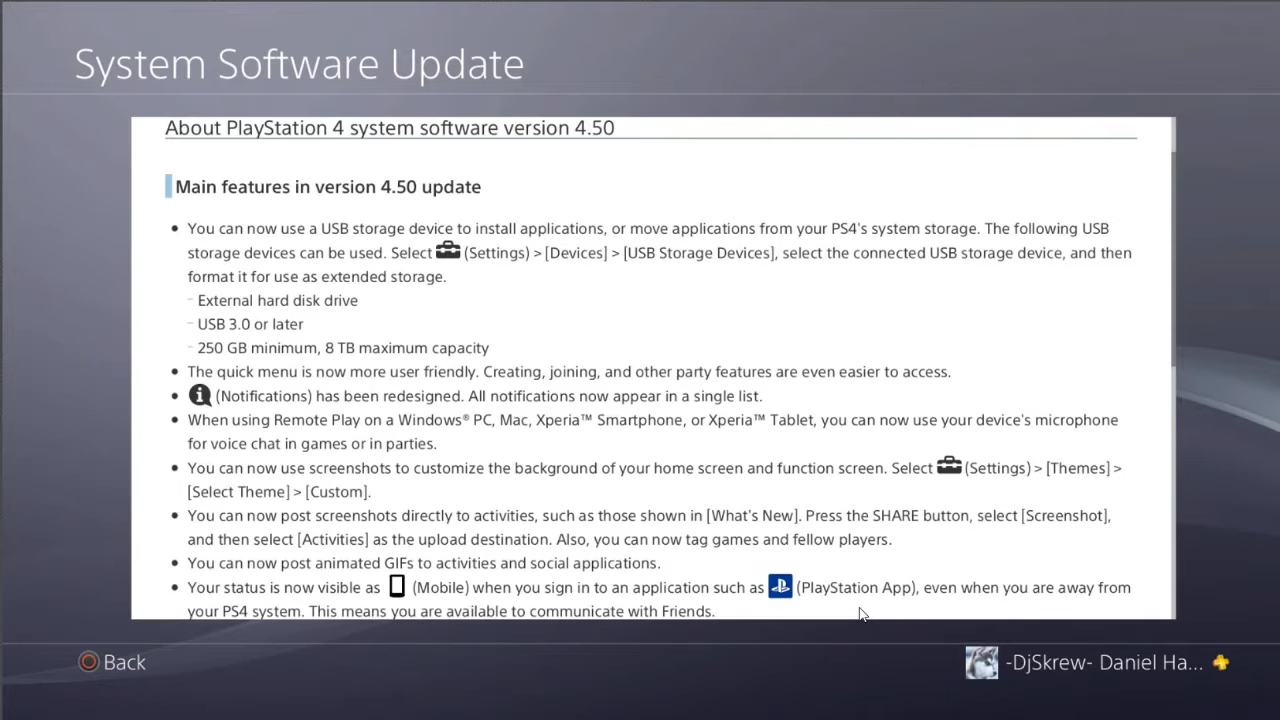 System Software Update
About PlayStation 4 system software version 4.50
Main features in version 4.50 update
• You can now use a USB storage device to install applications, or move applications from your PS4's system storage. The following USB
storage devices can be used. Select (Settings) > [Devices] > [USB Storage Devices], select the connected USB storage device, and then
format it for use as extended storage.
– External hard disk drive
– USB 3.0 or later
– 250 GB minimum, 8 TB maximum capacity
• The quick menu is now more user friendly. Creating, joining, and other party features are even easier to access.
• (Notifications) has been redesigned. All notifications now appear in a single list.
• When using Remote Play on a Windows® PC, Mac, Xperia™ Smartphone, or Xperia™ Tablet, you can now use your device's microphone
for voice chat in games or in parties.
• You can now use screenshots to customize the background of your home screen and function screen. Select (Settings) > [Themes] >
[Select Theme] > [Custom].
• You can now post screenshots directly to activities, such as those shown in [What's New]. Press the SHARE button, select [Screenshot],
and then select [Activities] as the upload destination. Also, you can now tag games and fellow players.
• You can now post animated GIFs to activities and social applications.
• Your status is now visible as (Mobile) when you sign in to an application such as (PlayStation App), even when you are away from
your PS4 system. This means you are available to communicate with Friends.
Back
-DjSkrew- Daniel Ha...